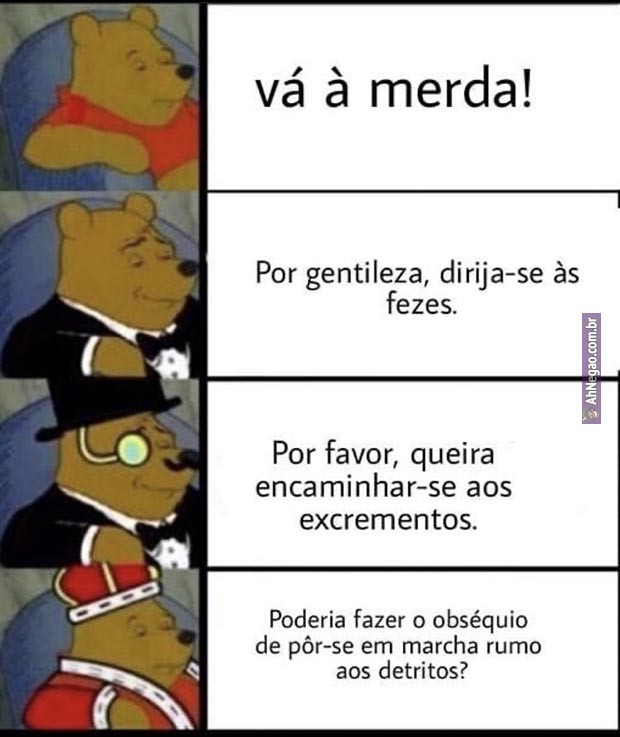 vá à merda!
Por gentileza, dirija-se às
fezes.
AhNegao.com.br
Por favor, queira
encaminhar-se aos
excrementos.
Poderia fazer o obséquio
de pôr-se em marcha rumo
aos detritos?